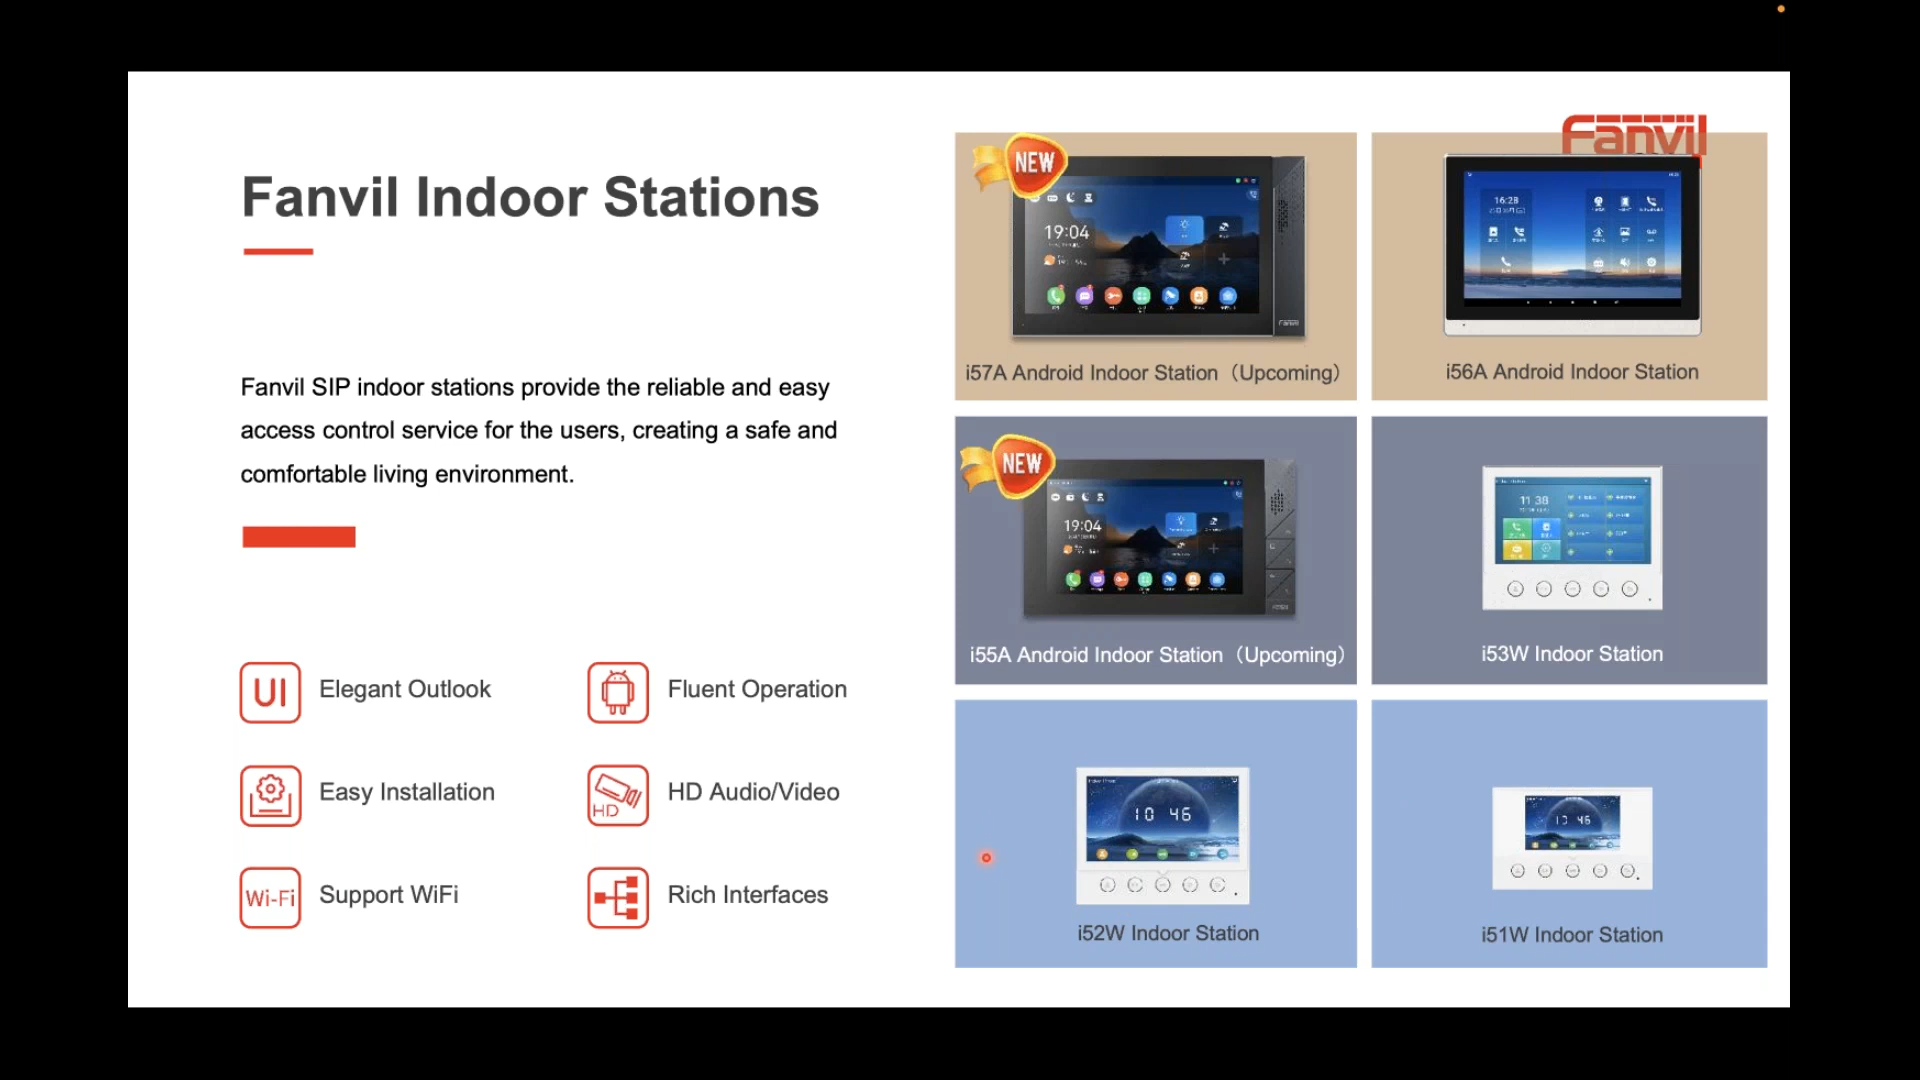 Fanvil
Fanvil Indoor Stations
Fanvil SIP indoor stations provide the reliable and easy
access control service for the users, creating a safe and
comfortable living environment.
UI
Elegant Outlook
Fluent Operation
Easy Installation
HD
HD Audio/Video
Wi-Fi
Support WiFi
Rich Interfaces
NEW
19:04
Fanvil
i57A Android Indoor Station（Upcoming）
16:28
i56A Android Indoor Station
NEW
19:04
i55A Android Indoor Station（Upcoming）
11 38
i53W Indoor Station
10 46
i52W Indoor Station
10 46
i51W Indoor Station